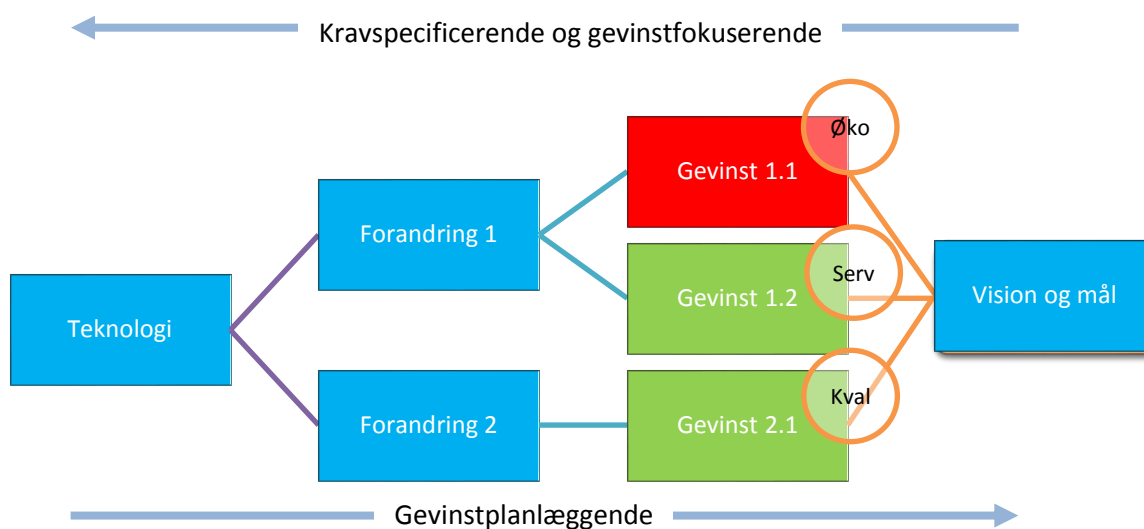 Kravspecificerende og gevinstfokuserende
Øko
Gevinst 1.1
Forandring 1
Serv
Gevinst 1.2
Vision og mål
Teknologi
Kval
Forandring 2
Gevinst 2.1
Gevinstplanlæggende